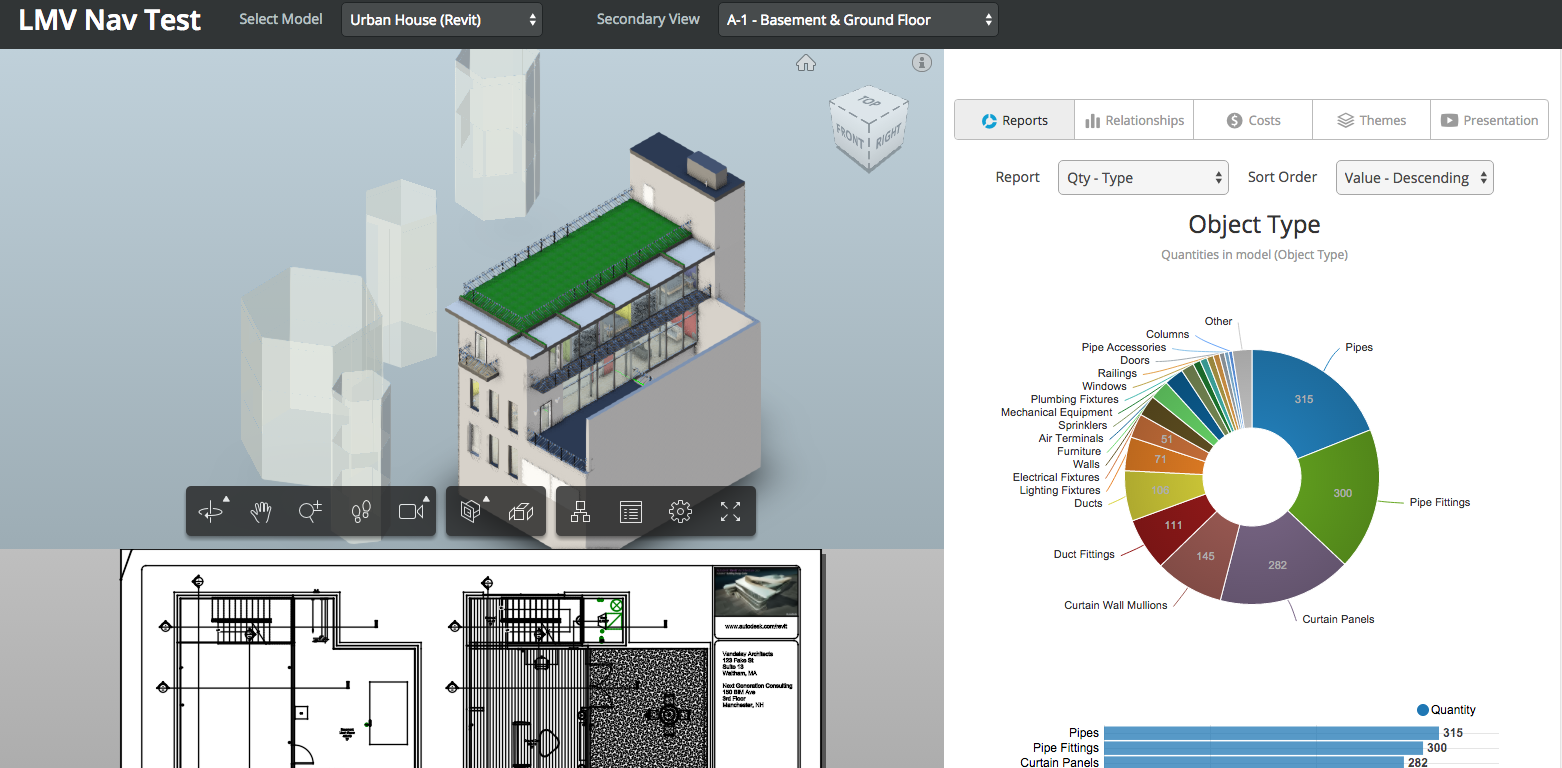 LMV Nav Test Select Model Urban House (Revit) Secondary View A-1 - Basement & Ground Floor
TOP
FRONT
RIGHT
Reports Relationships Costs Themes Presentation
Report Qty - Type Sort Order Value - Descending
Object Type
Quantities in model (Object Type)
Other
Columns
Pipe Accessories
Doors
Railings
Windows
Plumbing Fixtures
Mechanical Equipment
Sprinklers
Air Terminals
Furniture
Walls
Electrical Fixtures
Lighting Fixtures
Ducts
Duct Fittings
Curtain Wall Mullions
Curtain Panels
Pipe Fittings
Pipes
315
300
282
145
111
100
71
51
Quantity
Pipes 315
Pipe Fittings 300
Curtain Panels 282
www.autodesk.com/revit
Vandelay Architects
123 Fake St
Suite 13
Waltham, MA
Next Generation Consulting
150 BIM Ave
3rd Floor
Manchester, NH